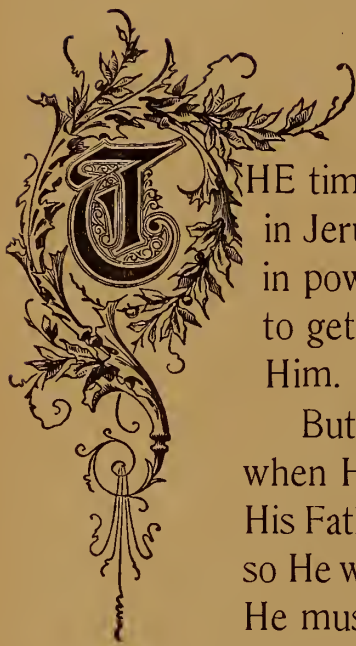 THE tim
in Jeru
in pow
to get
Him.
But
when H
His Fat
so He w
He mus